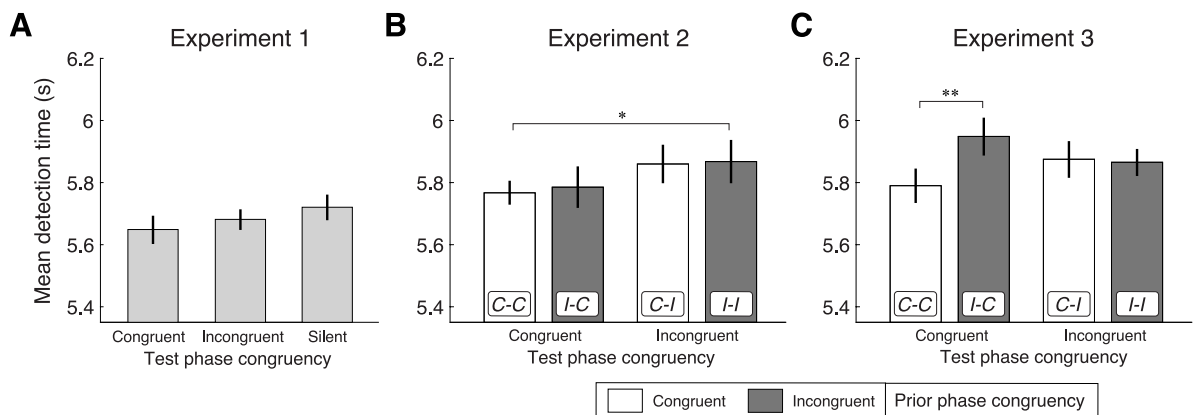 A
Experiment 1
Mean detection time (s)
6.2
6
5.8
5.6
5.4
Congruent Incongruent Silent
Test phase congruency
B
Experiment 2
6.2
6
5.8
5.6
5.4
*
C-C I-C C-I I-I
Congruent Incongruent
Test phase congruency
C
Experiment 3
6.2
6
5.8
5.6
5.4
**
C-C I-C C-I I-I
Congruent Incongruent
Test phase congruency
Congruent Incongruent Prior phase congruency